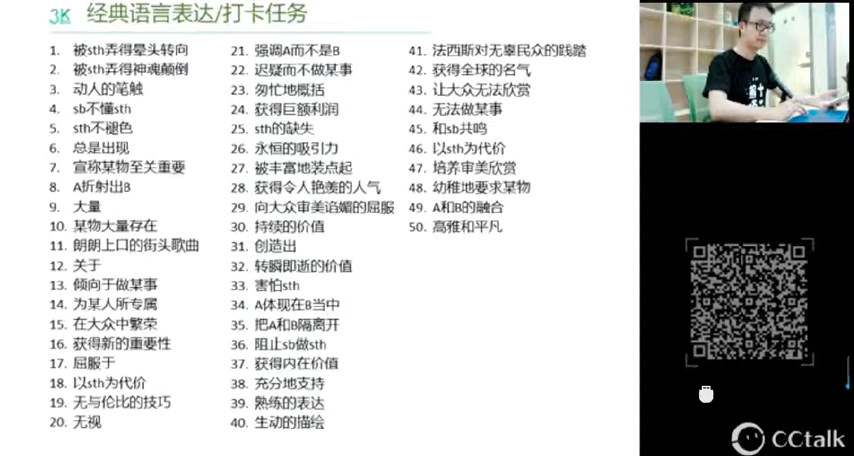 3K 经典语言表达/打卡任务
1. 被sth弄得晕头转向
2. 被sth弄得神魂颠倒
3. 动人的笔触
4. sb不懂sth
5. sth不褪色
6. 总是出现
7. 宣称某物至关重要
8. A折射出B
9. 大量
10. 某物大量存在
11. 朗朗上口的街头歌曲
12. 关于
13. 倾向于做某事
14. 为某人所专属
15. 在大众中繁荣
16. 获得新的重要性
17. 屈服于
18. 以sth为代价
19. 无与伦比的技巧
20. 无视
21. 强调A而不是B
22. 迟疑而不做某事
23. 匆忙地概括
24. 获得巨额利润
25. sth的缺失
26. 永恒的吸引力
27. 被丰富地装点起
28. 获得令人艳羡的人气
29. 向大众审美谄媚的屈服
30. 持续的价值
31. 创造出
32. 转瞬即逝的价值
33. 害怕sth
34. A体现在B当中
35. 把A和B隔离开
36. 阻止sb做sth
37. 获得内在价值
38. 充分地支持
39. 熟练的表达
40. 生动的描绘
41. 法西斯对无辜民众的践踏
42. 获得全球的名气
43. 让大众无法欣赏
44. 无法做某事
45. 和sb共鸣
46. 以sth为代价
47. 培养审美欣赏
48. 幼稚地要求某物
49. A和B的融合
50. 高雅和平凡
CCtalk